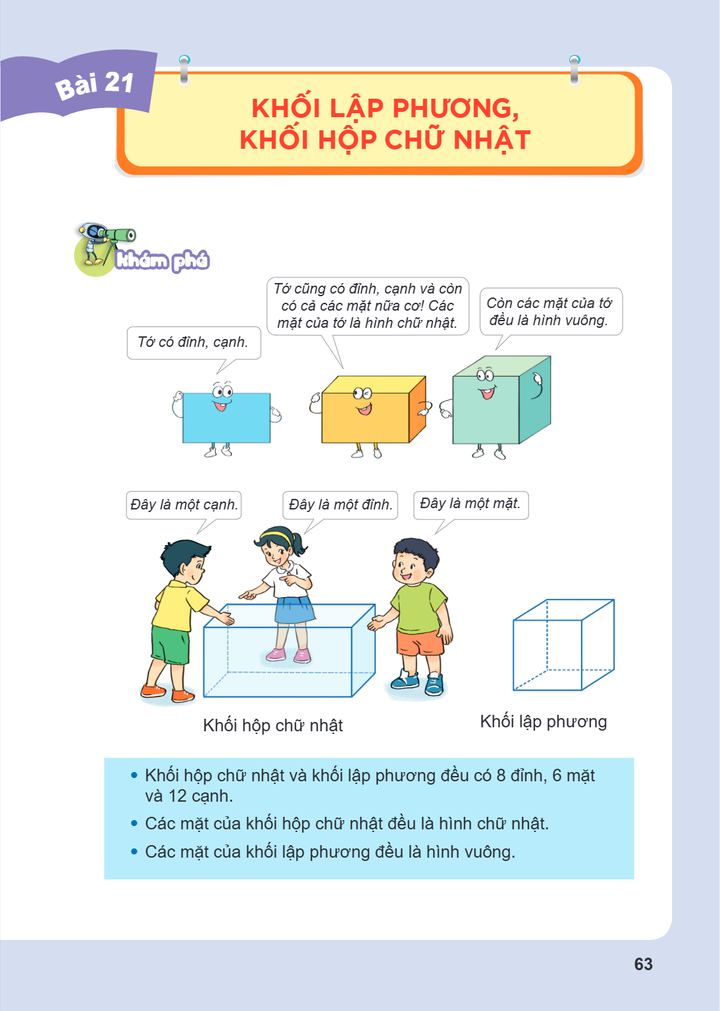 Bài 21
KHỐI LẬP PHƯƠNG,
KHỐI HỘP CHỮ NHẬT
khám phá
Tớ có đỉnh, cạnh.
Tớ cũng có đỉnh, cạnh và còn
có cả các mặt nữa cơ! Các
mặt của tớ là hình chữ nhật.
Còn các mặt của tớ
đều là hình vuông.
Đây là một cạnh.
Đây là một đỉnh.
Đây là một mặt.
Khối hộp chữ nhật
Khối lập phương
• Khối hộp chữ nhật và khối lập phương đều có 8 đỉnh, 6 mặt
và 12 cạnh.
• Các mặt của khối hộp chữ nhật đều là hình chữ nhật.
• Các mặt của khối lập phương đều là hình vuông.
63